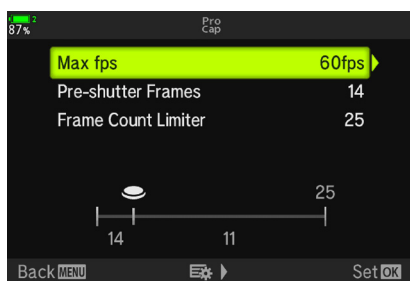 2
87%
Pro
Cap
Max fps 60fps
Pre-shutter Frames 14
Frame Count Limiter 25
25
14 11
Back MENU Set OK